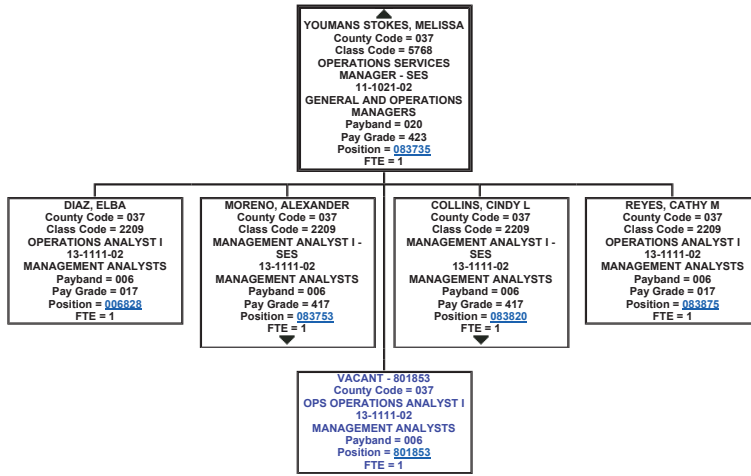 YOUMANS STOKES, MELISSA
County Code = 037
Class Code = 5768
OPERATIONS SERVICES
MANAGER - SES
11-1021-02
GENERAL AND OPERATIONS
MANAGERS
Payband = 020
Pay Grade = 423
Position = 083735
FTE = 1
DIAZ, ELBA
County Code = 037
Class Code = 2209
OPERATIONS ANALYST I
13-1111-02
MANAGEMENT ANALYSTS
Payband = 006
Pay Grade = 017
Position = 006828
FTE = 1
MORENO, ALEXANDER
County Code = 037
Class Code = 2209
MANAGEMENT ANALYST I -
SES
13-1111-02
MANAGEMENT ANALYSTS
Payband = 006
Pay Grade = 417
Position = 083753
FTE = 1
COLLINS, CINDY L
County Code = 037
Class Code = 2209
MANAGEMENT ANALYST I -
SES
13-1111-02
MANAGEMENT ANALYSTS
Payband = 006
Pay Grade = 417
Position = 083820
FTE = 1
REYES, CATHY M
County Code = 037
Class Code = 2209
OPERATIONS ANALYST I
13-1111-02
MANAGEMENT ANALYSTS
Payband = 006
Pay Grade = 017
Position = 083875
FTE = 1
VACANT - 801853
County Code = 037
OPS OPERATIONS ANALYST I
13-1111-02
MANAGEMENT ANALYSTS
Payband = 006
Position = 801853
FTE = 1